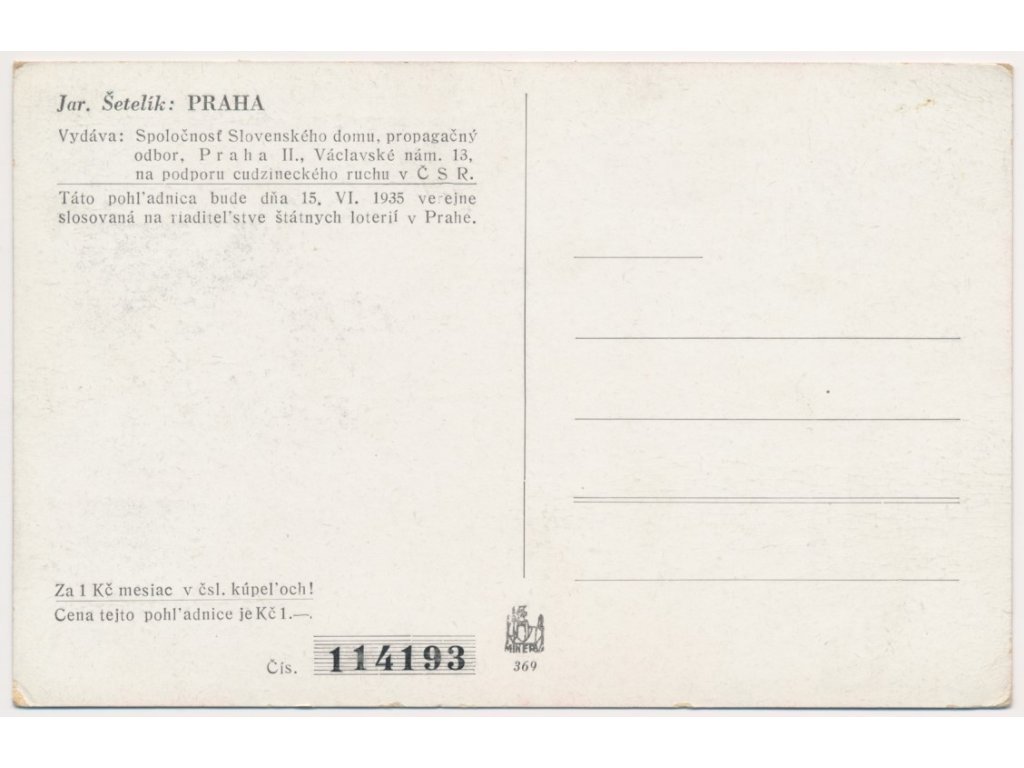 Jar. Šetelík: PRAHA
Vydáva: Spoločnosť Slovenského domu, propagačný
odbor, Praha II., Václavské nám. 13,
na podporu cudzineckého ruchu v Č S R.
Táto pohľadnica bude dňa 15. VI. 1935 verejne
slosovaná na riaditeľstve štátnych loterií v Prahe.
Za 1 Kč mesiac v čsl. kúpeľoch!
Cena tejto pohľadnice je Kč 1.—.
Čís. 114193
369